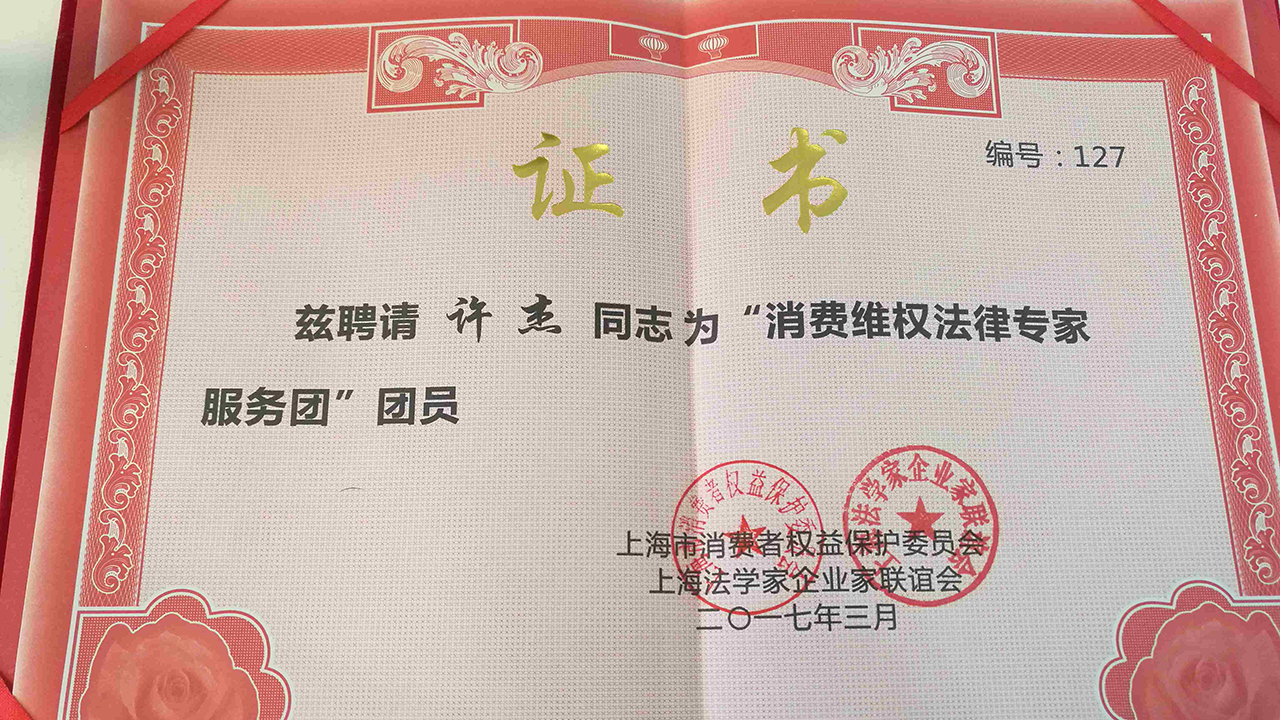 证 书
编号：127
兹聘请 许杰 同志为“消费维权法律专家
服务团”团员
上海市消费者权益保护委员会
上海法学家企业家联谊会
二〇一七年三月